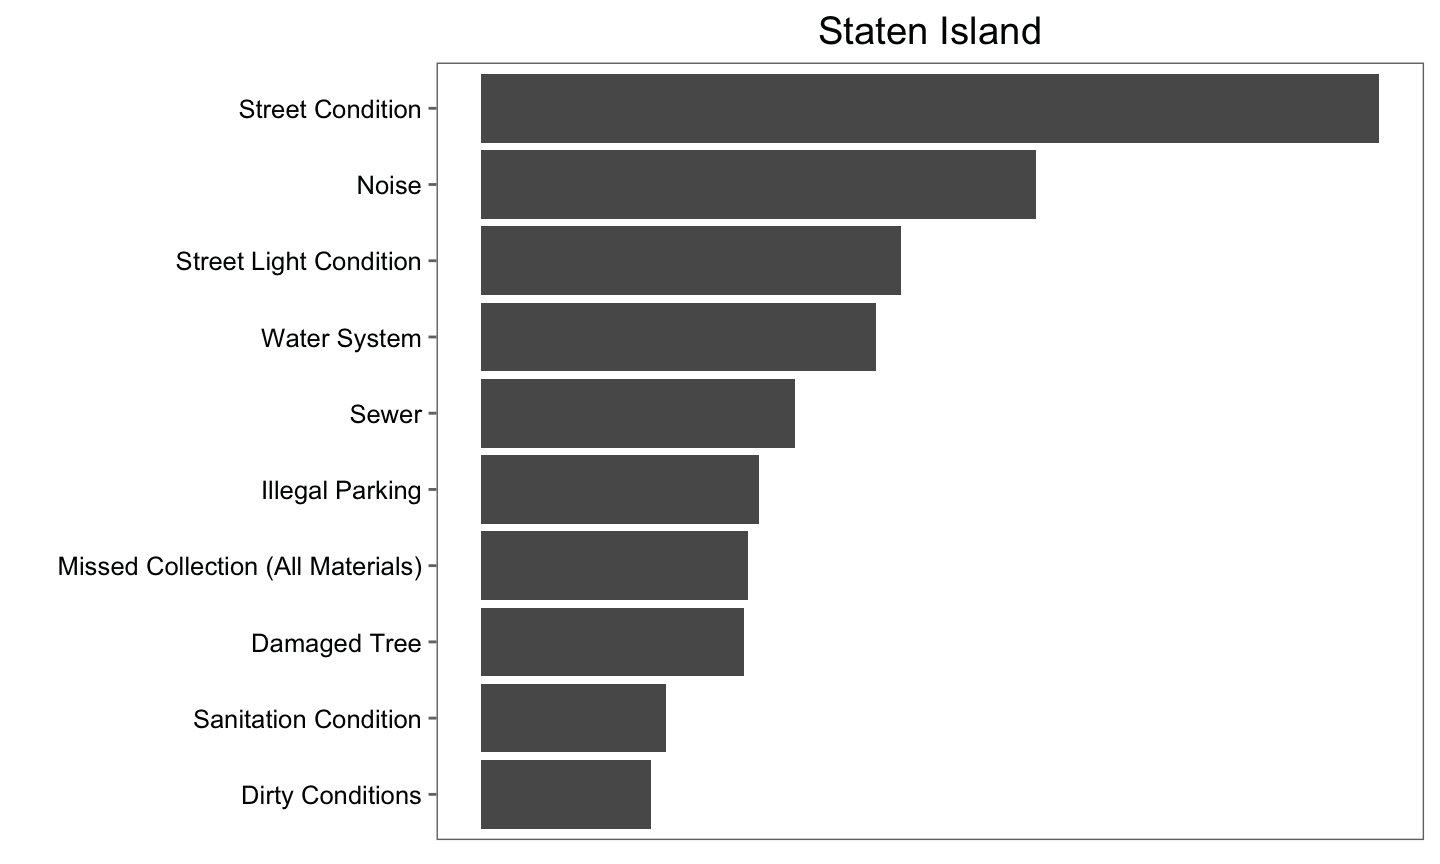 Staten Island
Street Condition
Noise
Street Light Condition
Water System
Sewer
Illegal Parking
Missed Collection (All Materials)
Damaged Tree
Sanitation Condition
Dirty Conditions